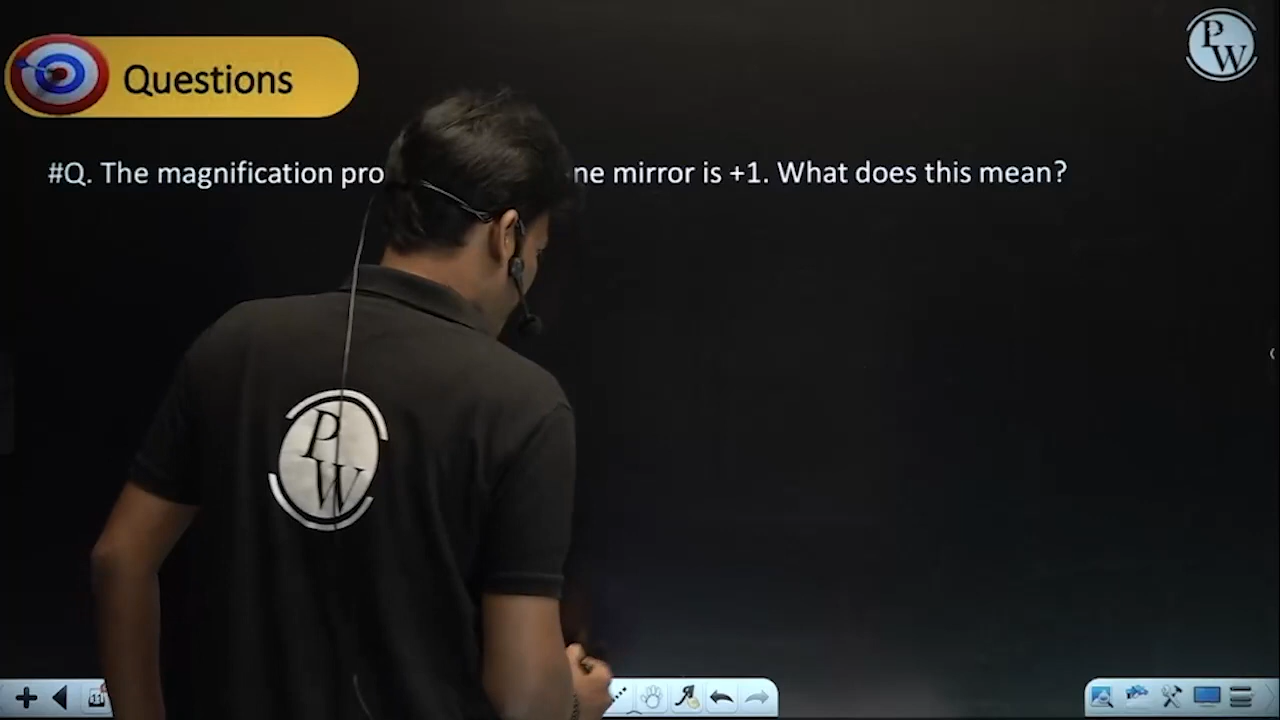 PW
Questions
#Q. The magnification pro ne mirror is +1. What does this mean?
PW